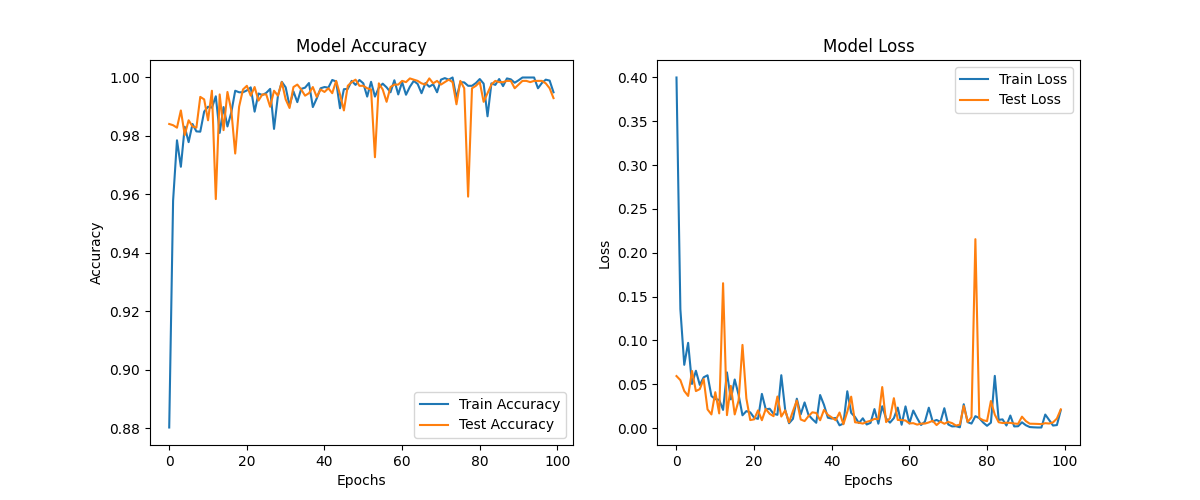 Model Accuracy
1.00
0.98
0.96
0.94
0.92
0.90
0.88
Accuracy
0 20 40 60 80 100
Epochs
Train Accuracy
Test Accuracy
Model Loss
0.40
0.35
0.30
0.25
0.20
0.15
0.10
0.05
0.00
Loss
0 20 40 60 80 100
Epochs
Train Loss
Test Loss